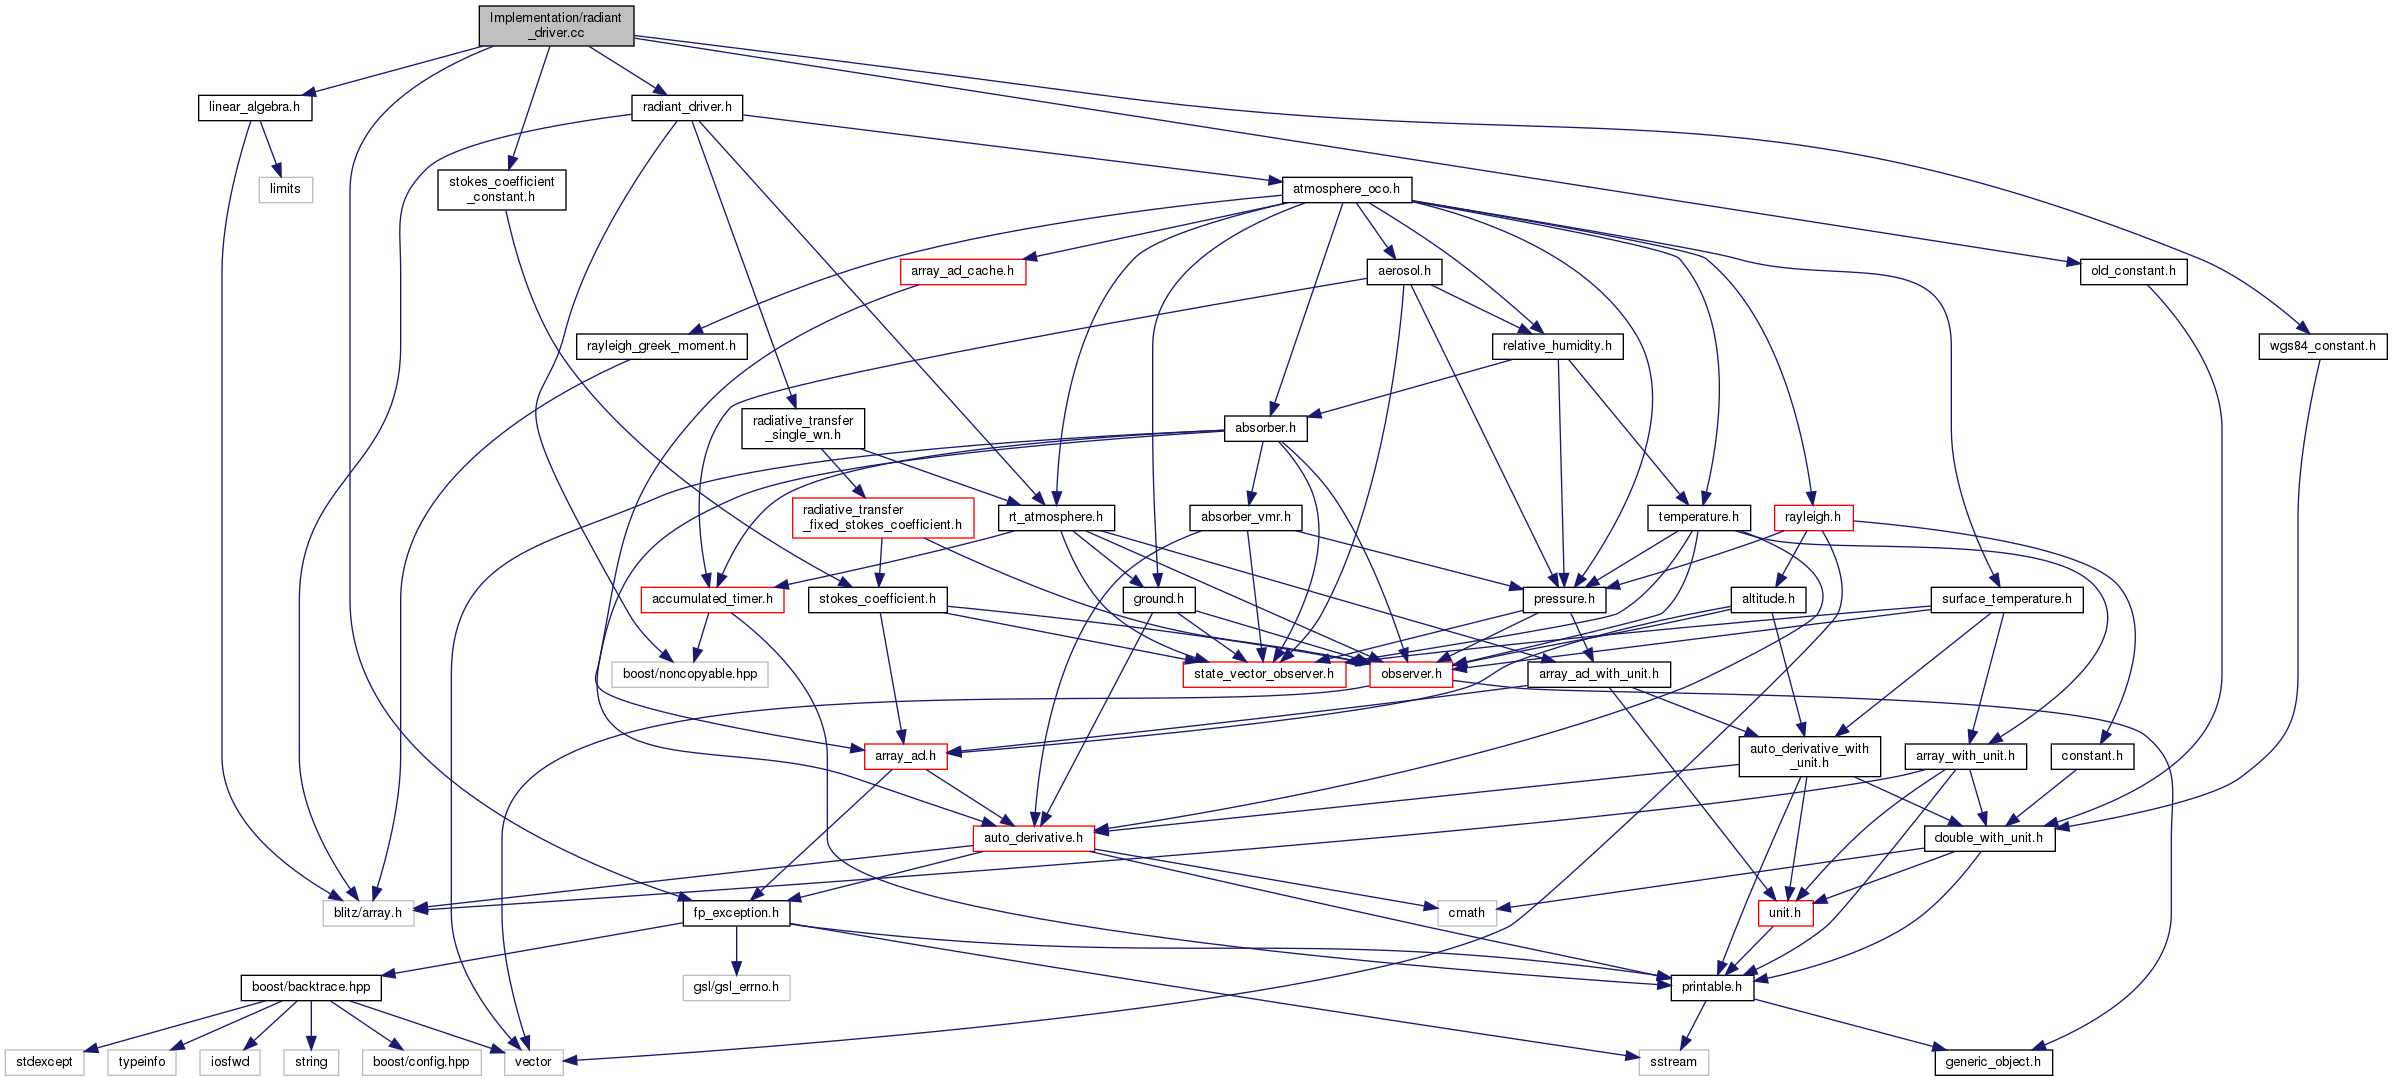 Implementation/radiant
_driver.cc
linear_algebra.h
radiant_driver.h
limits
stokes_coefficient
_constant.h
atmosphere_oco.h
array_ad_cache.h
aerosol.h
old_constant.h
rayleigh_greek_moment.h
relative_humidity.h
wgs84_constant.h
radiative_transfer
_single_wn.h
absorber.h
radiative_transfer
_fixed_stokes_coefficient.h
rt_atmosphere.h
absorber_vmr.h
temperature.h
rayleigh.h
accumulated_timer.h
stokes_coefficient.h
ground.h
pressure.h
altitude.h
surface_temperature.h
boost/noncopyable.hpp
state_vector_observer.h
observer.h
array_ad_with_unit.h
array_ad.h
auto_derivative_with
_unit.h
array_with_unit.h
constant.h
auto_derivative.h
double_with_unit.h
blitz/array.h
fp_exception.h
cmath
unit.h
boost/backtrace.hpp
gsl/gsl_errno.h
printable.h
stdexcept
typeinfo
iosfwd
string
boost/config.hpp
vector
sstream
generic_object.h